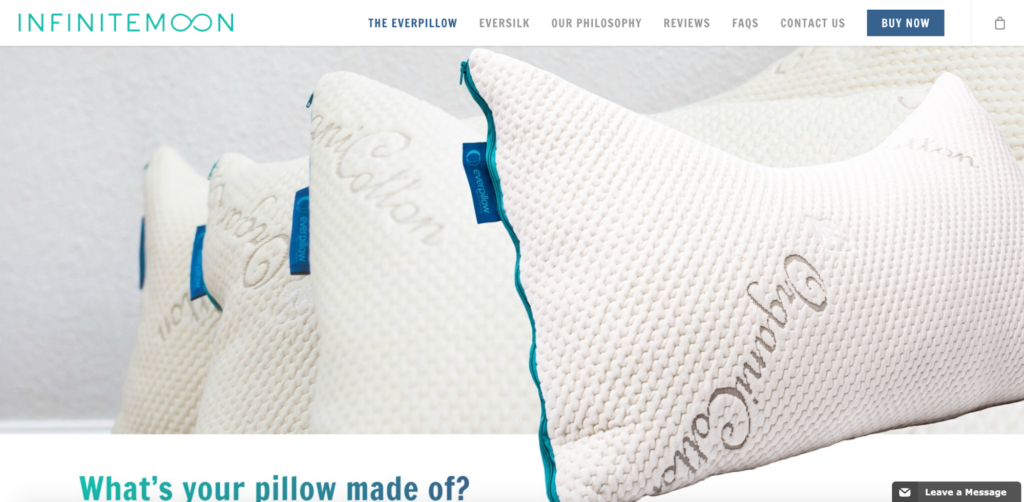 INFINITEMOON
THE EVERPILLOW
EVERSILK
OUR PHILOSOPHY
REVIEWS
FAQS
CONTACT US
BUY NOW
OrganiCotton
everpillow
everpillow
OrganiCotton
What's your pillow made of?
Leave a Message